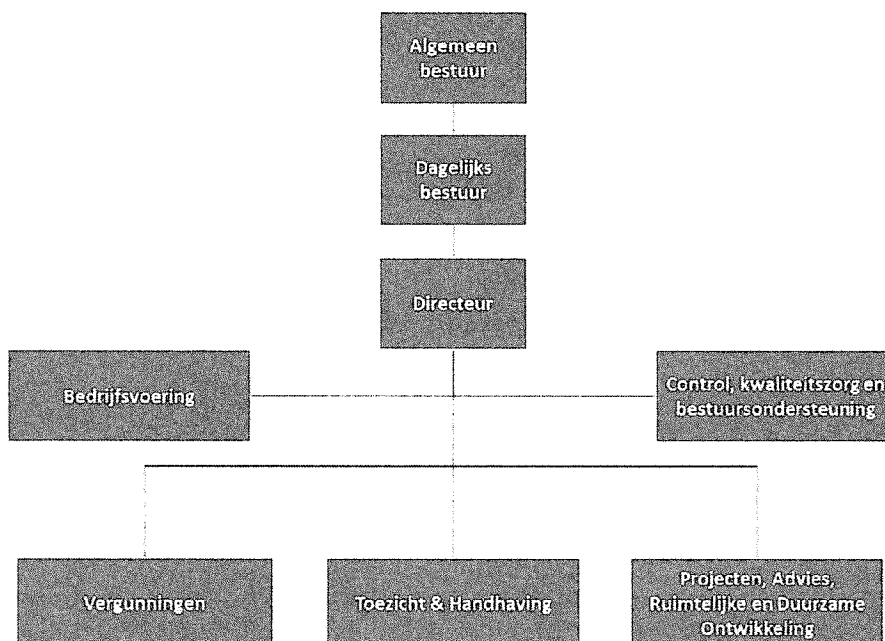 Algemeen
bestuur
Dagelijks
bestuur
Directeur
Bedrijfsvoering
Control, kwaliteitszorg en
bestuursondersteuning
Vergunningen
Toezicht & Handhaving
Projecten, Advies,
Ruimtelijke en Duurzame
Ontwikkeling